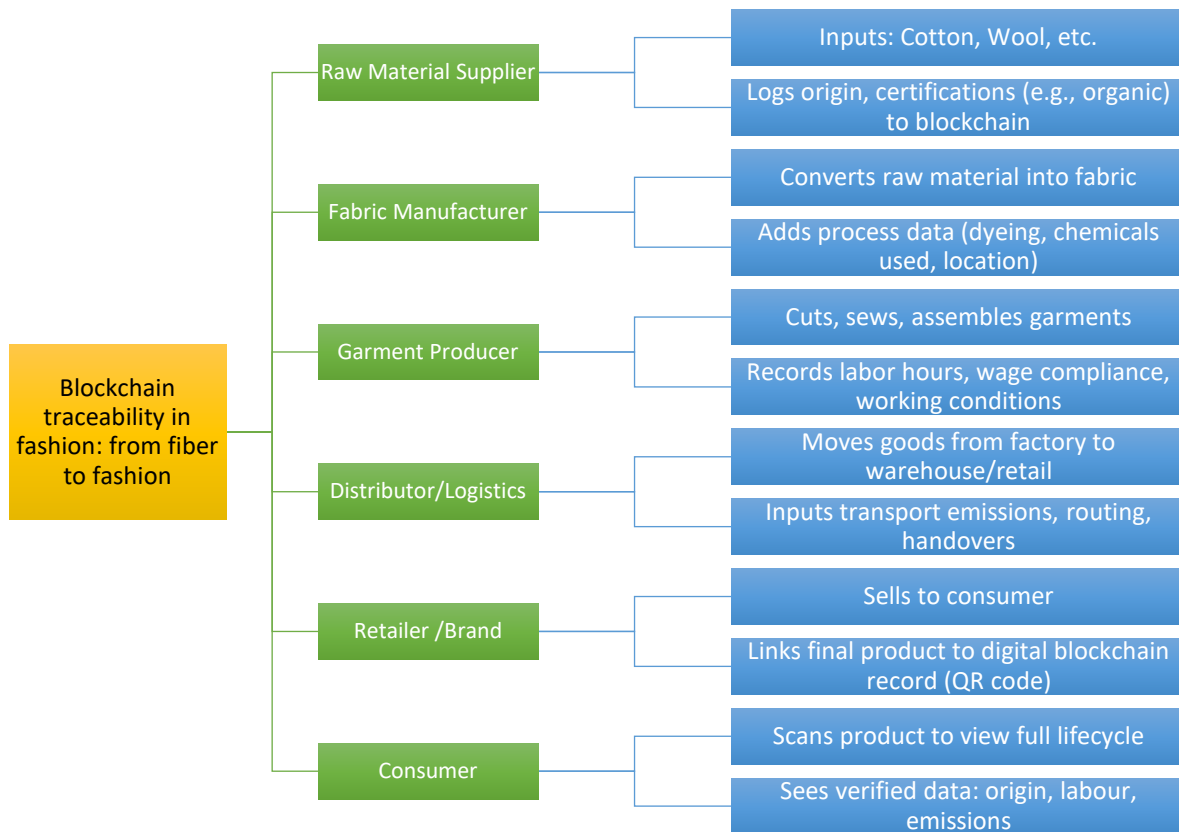 Blockchain
traceability in
fashion: from fiber
to fashion
Raw Material Supplier
Inputs: Cotton, Wool, etc.
Logs origin, certifications (e.g., organic)
to blockchain
Fabric Manufacturer
Converts raw material into fabric
Adds process data (dyeing, chemicals
used, location)
Garment Producer
Cuts, sews, assembles garments
Records labor hours, wage compliance,
working conditions
Distributor/Logistics
Moves goods from factory to
warehouse/retail
Inputs transport emissions, routing,
handovers
Retailer /Brand
Sells to consumer
Links final product to digital blockchain
record (QR code)
Consumer
Scans product to view full lifecycle
Sees verified data: origin, labour,
emissions